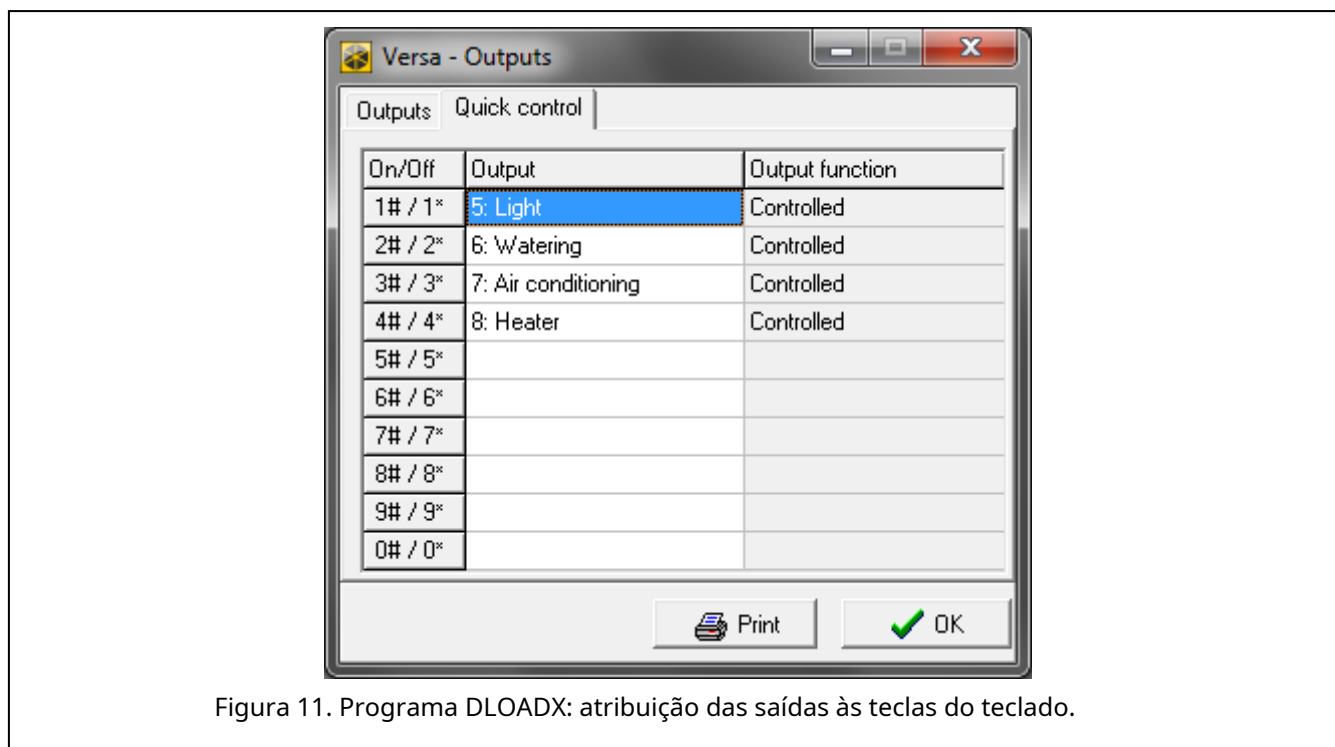 Versa - Outputs
Outputs Quick control
On/Off Output Output function
1# / 1* 5: Light Controlled
2# / 2* 6: Watering Controlled
3# / 3* 7: Air conditioning Controlled
4# / 4* 8: Heater Controlled
5# / 5*
6# / 6*
7# / 7*
8# / 8*
9# / 9*
0# / 0*
Print OK
Figura 11. Programa DLOADX: atribuição das saídas às teclas do teclado.